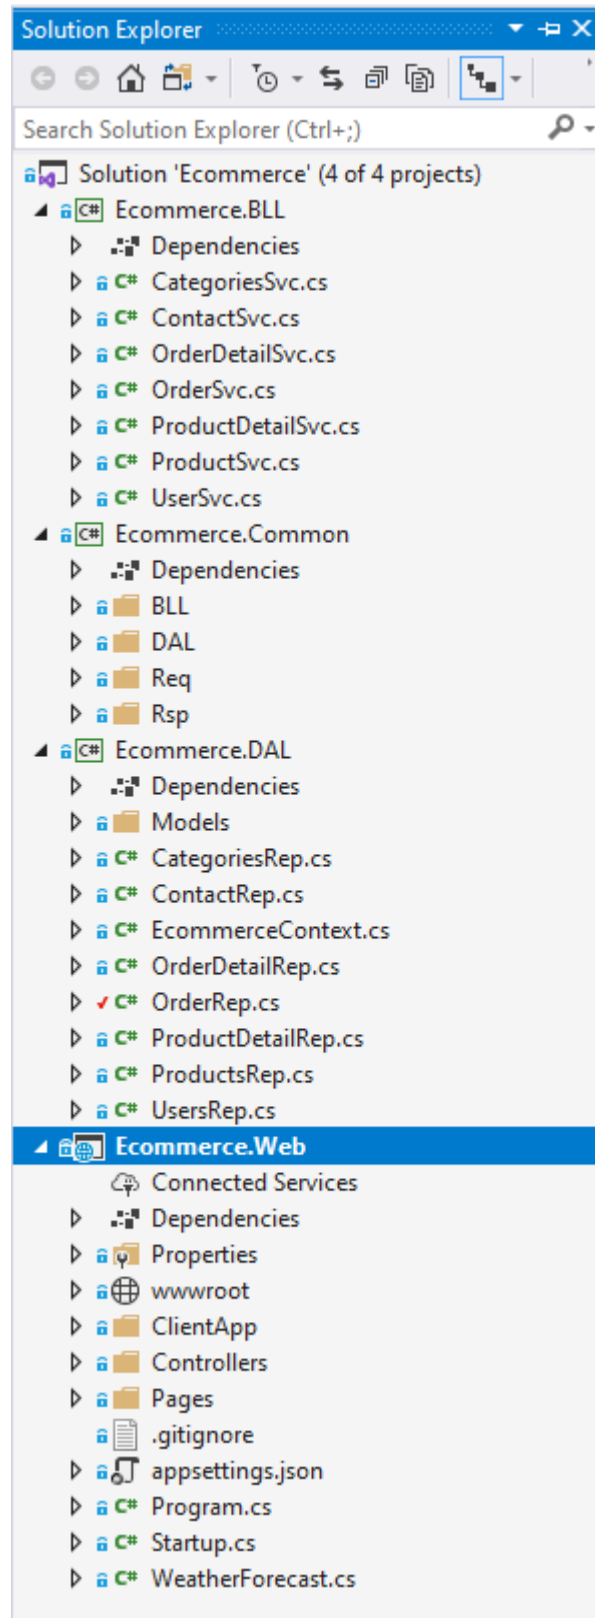 Solution Explorer
Search Solution Explorer (Ctrl+;)
Solution 'Ecommerce' (4 of 4 projects)
C# Ecommerce.BLL
Dependencies
C# CategoriesSvc.cs
C# ContactSvc.cs
C# OrderDetailSvc.cs
C# OrderSvc.cs
C# ProductDetailSvc.cs
C# ProductSvc.cs
C# UserSvc.cs
C# Ecommerce.Common
Dependencies
BLL
DAL
Req
Rsp
C# Ecommerce.DAL
Dependencies
Models
C# CategoriesRep.cs
C# ContactRep.cs
C# EcommerceContext.cs
C# OrderDetailRep.cs
C# OrderRep.cs
C# ProductDetailRep.cs
C# ProductsRep.cs
C# UsersRep.cs
Ecommerce.Web
Connected Services
Dependencies
Properties
wwwroot
ClientApp
Controllers
Pages
.gitignore
appsettings.json
C# Program.cs
C# Startup.cs
C# WeatherForecast.cs